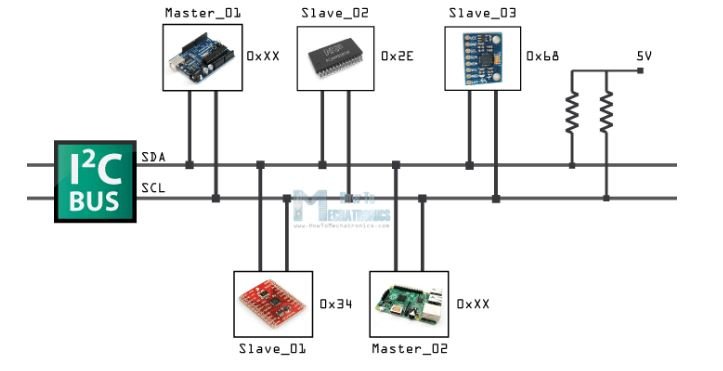 Master_01
Slave_02
Slave_03
0xXX
0x2E
0x68
5V
I²C
BUS
SDA
SCL
How To
MECHATRONICS
www.HowToMechatronics.com
0x34
0xXX
Slave_01
Master_02